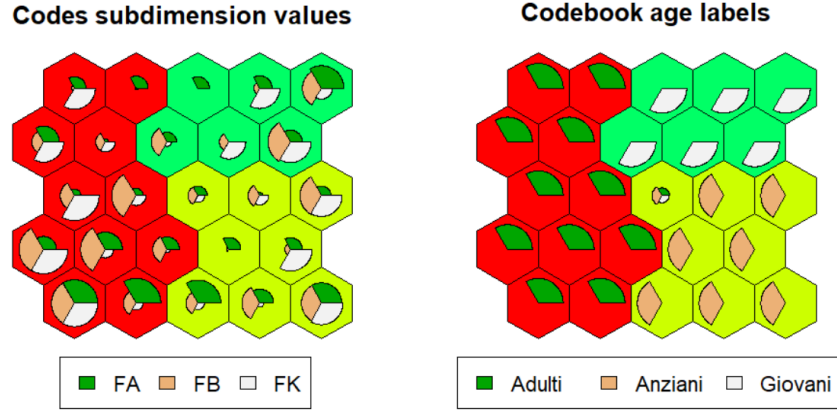 Codes subdimension values
Codebook age labels
FA FB FK
Adulti Anziani Giovani